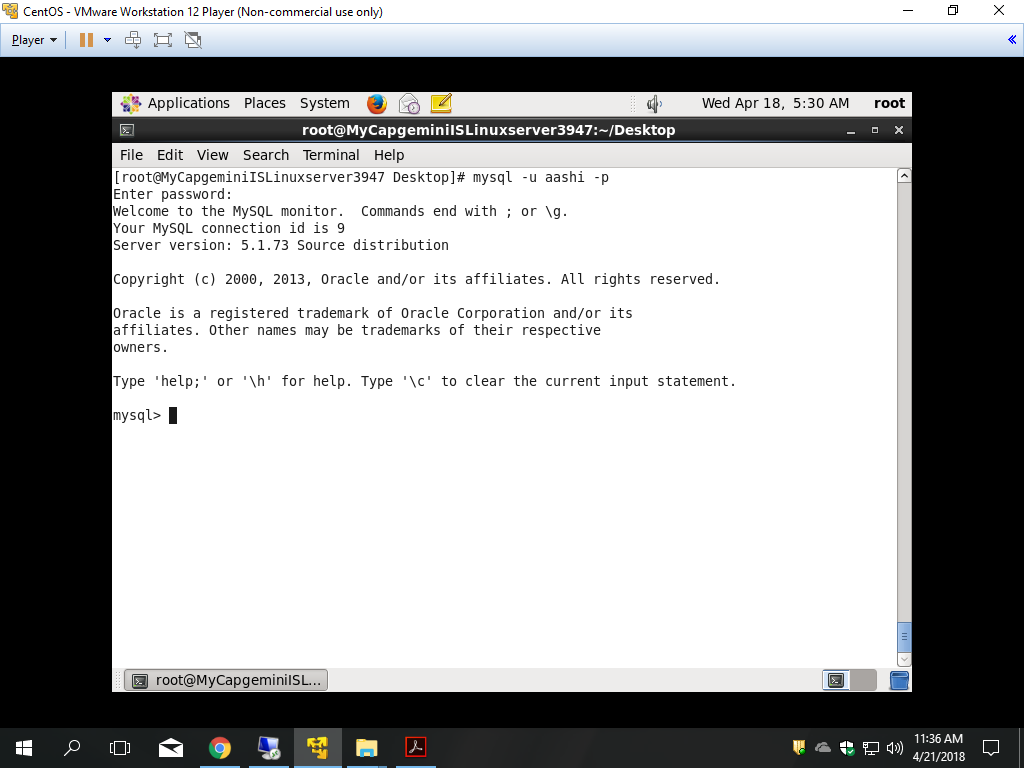 CentOS - VMware Workstation 12 Player (Non-commercial use only)
Player
Applications Places System Wed Apr 18, 5:30 AM root
root@MyCapgeminiISLinuxserver3947:~/Desktop
File Edit View Search Terminal Help
[root@MyCapgeminiISLinuxserver3947 Desktop]# mysql -u aashi -p
Enter password:
Welcome to the MySQL monitor.  Commands end with ; or \g.
Your MySQL connection id is 9
Server version: 5.1.73 Source distribution
Copyright (c) 2000, 2013, Oracle and/or its affiliates. All rights reserved.
Oracle is a registered trademark of Oracle Corporation and/or its
affiliates. Other names may be trademarks of their respective
owners.
Type 'help;' or '\h' for help. Type '\c' to clear the current input statement.
mysql>
root@MyCapgeminiISL...
11:36 AM
4/21/2018